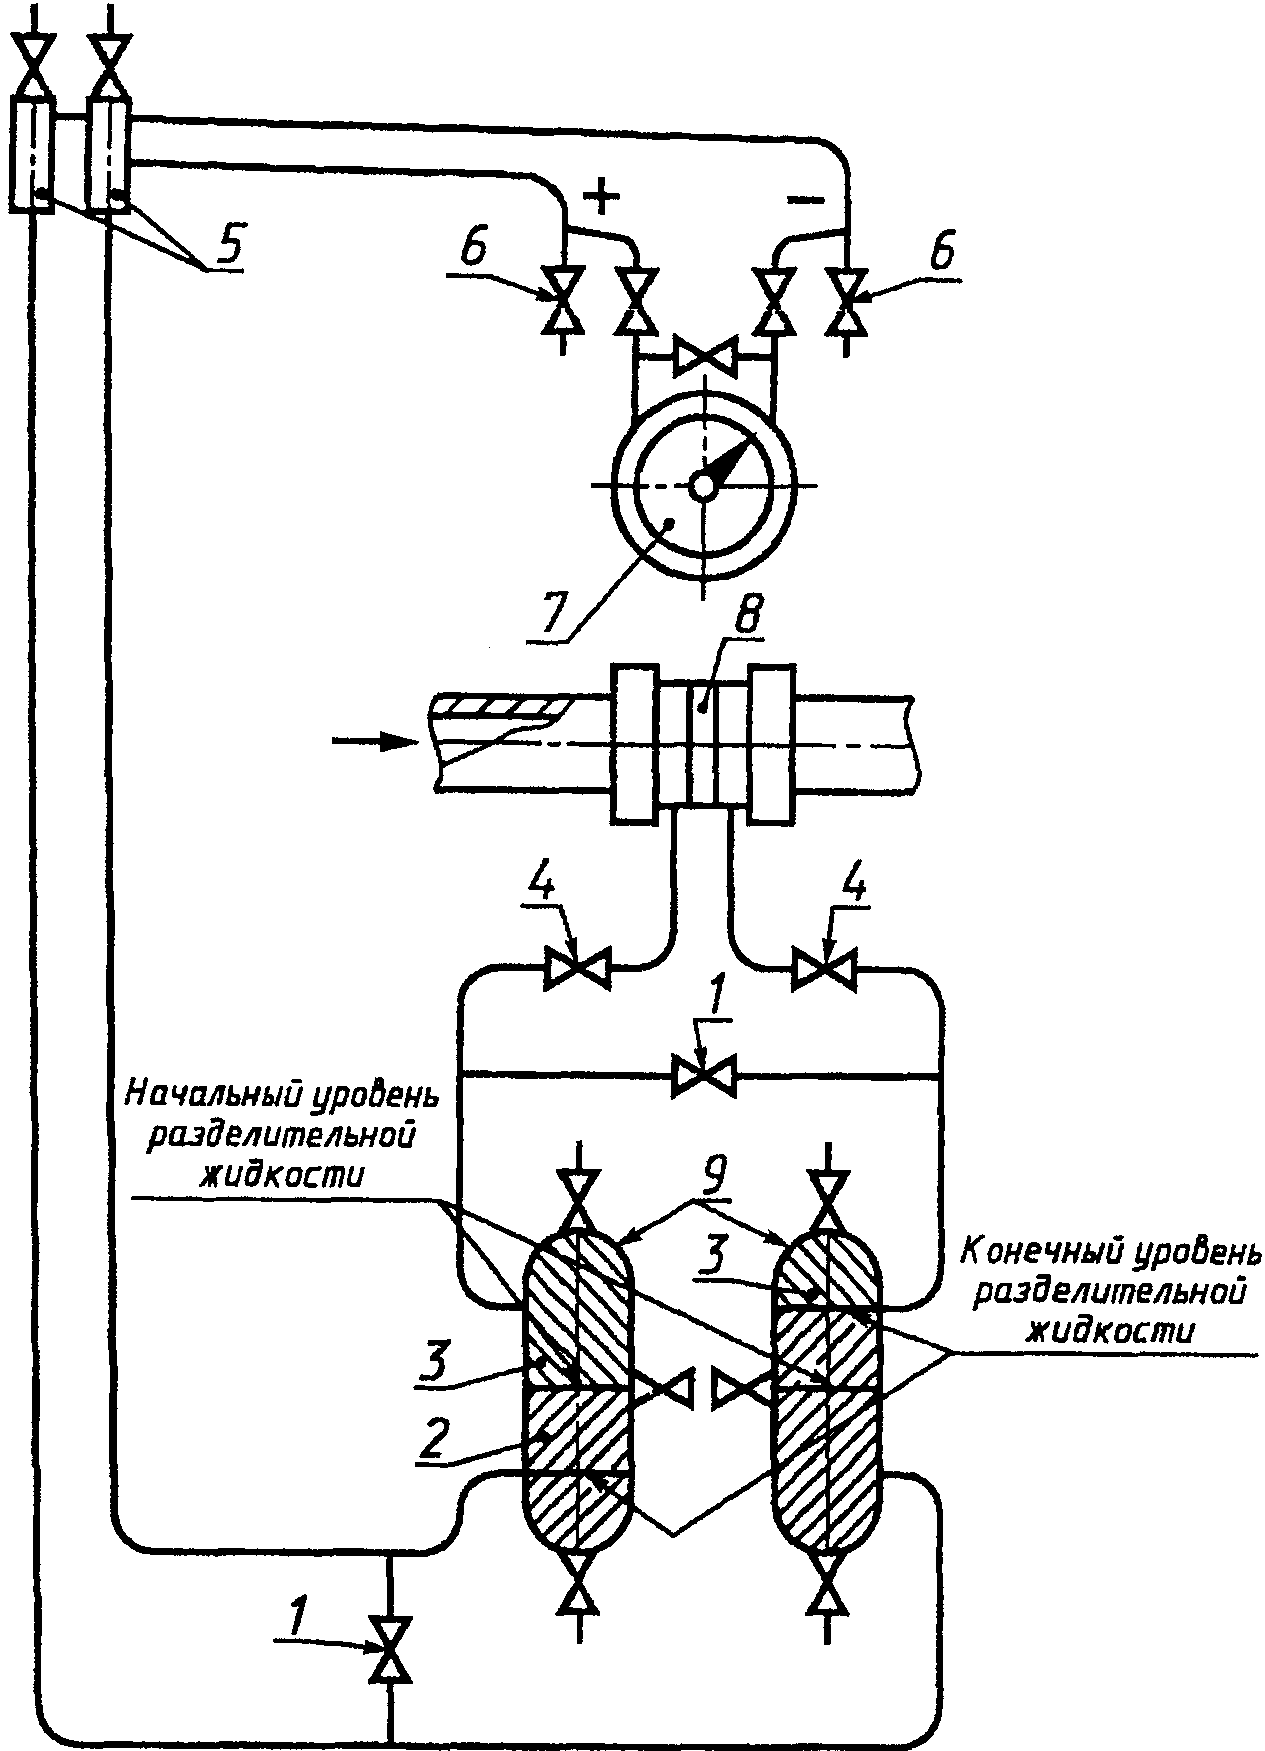 +
−
5
6
6
7
8
4
4
1
Начальный уровень
разделительной
жидкости
9
3
Конечный уровень
разделительной
жидкости
3
2
1